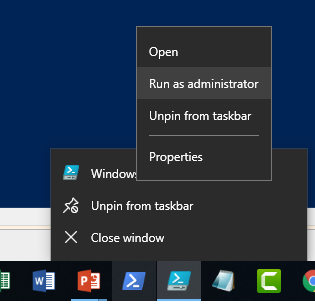 Open
Run as administrator
Unpin from taskbar
Properties
Windows
Unpin from taskbar
Close window